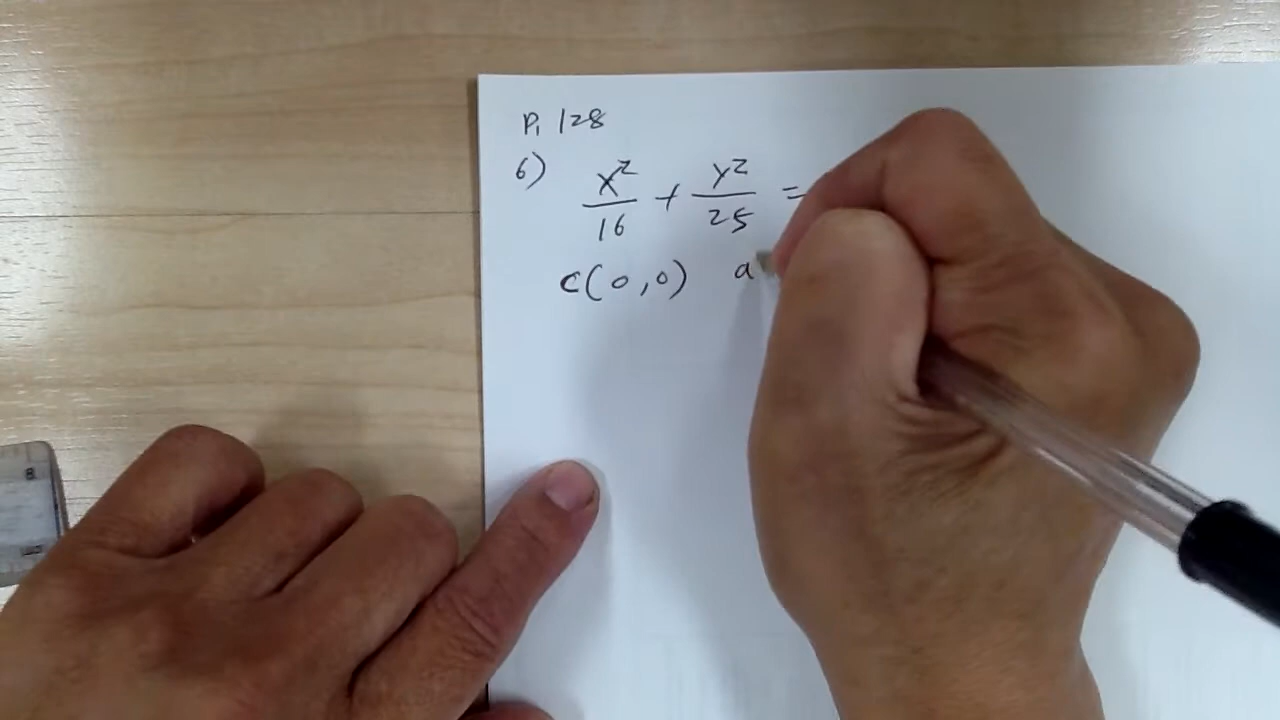 P. 128
6) x²/16 + y²/25 =
C(0,0) a